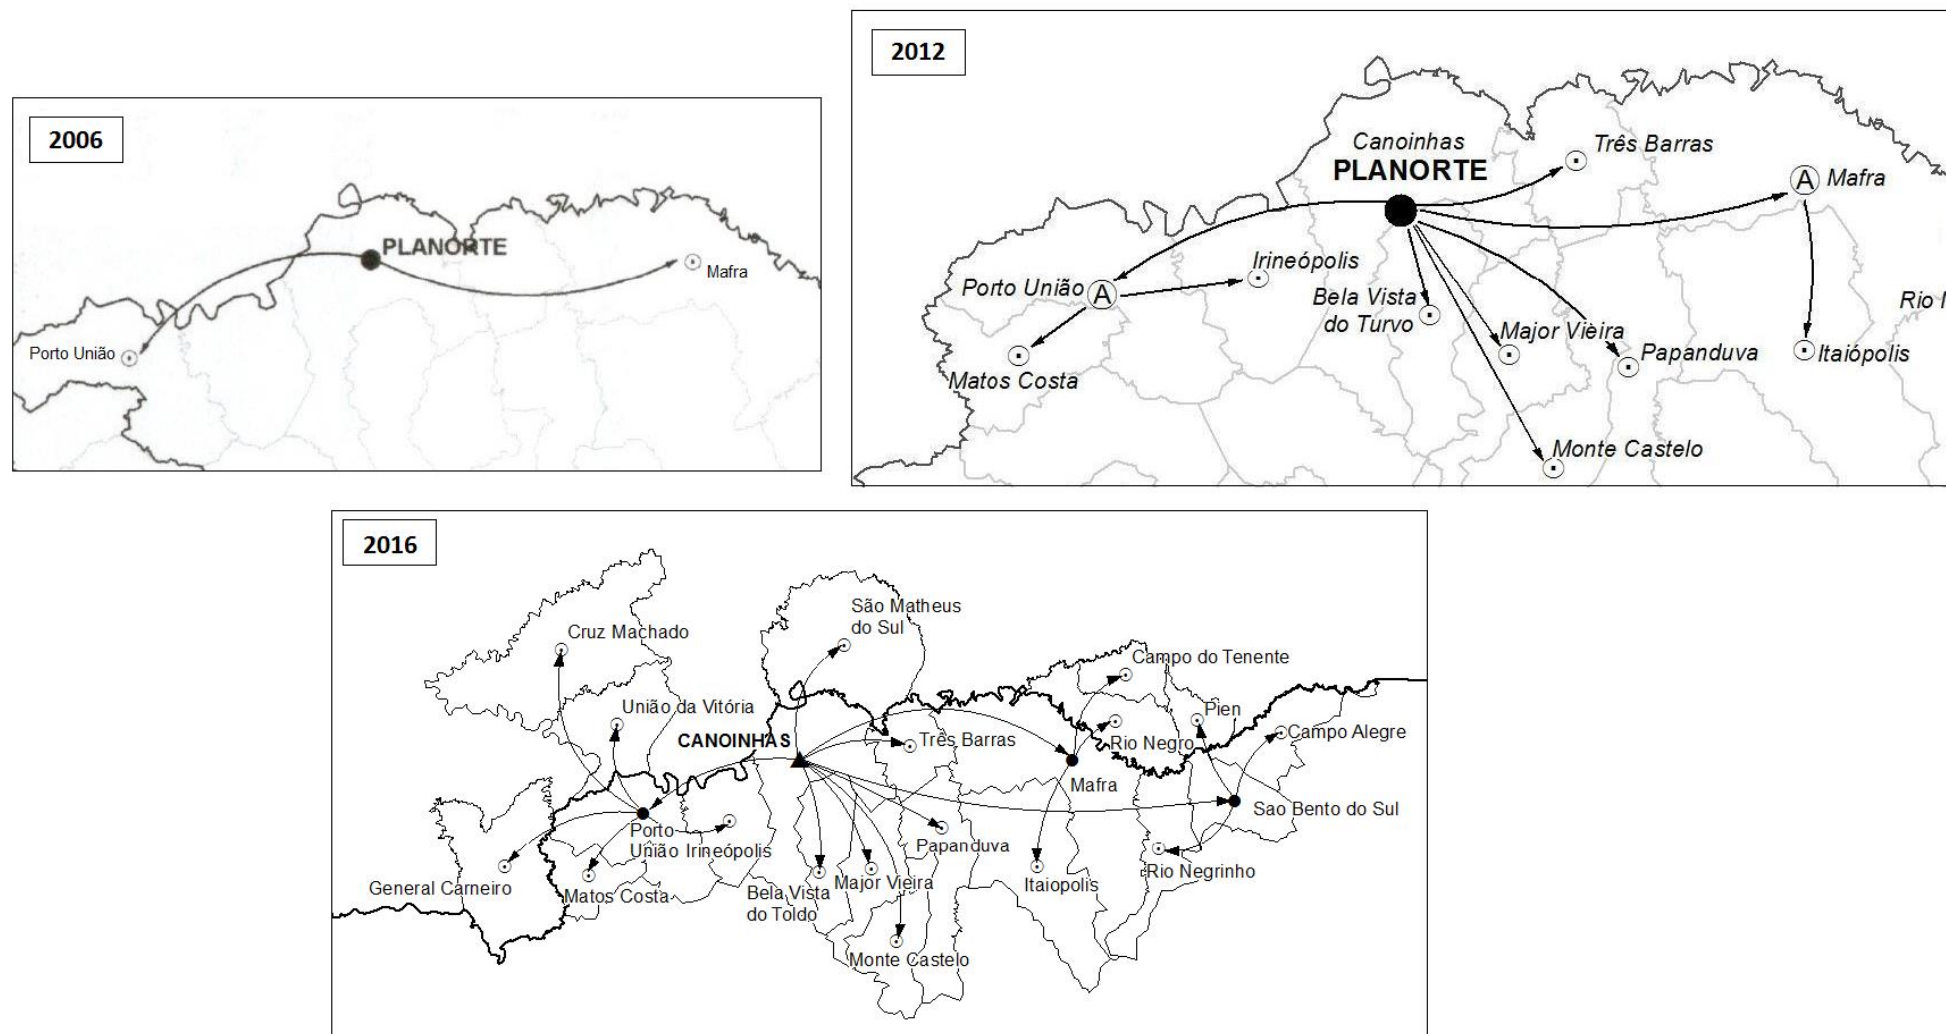 2006
PLANORTE
Mafra
Porto União
2012
Canoinhas
PLANORTE
Três Barras
A
Mafra
Irineópolis
Porto União
A
Bela Vista
do Turvo
Rio
Major Vieira
Papanduva
Itaiópolis
Matos Costa
Monte Castelo
2016
São Matheus
do Sul
Cruz Machado
Campo do Tenente
União da Vitória
Pien
CANOINHAS
Três Barras
Rio Negro
Campo Alegre
Mafra
Sao Bento do Sul
Porto
União
Irineópolis
Papanduva
General Carneiro
Matos Costa
Bela Vista
do Toldo
Major Vieira
Itaiopolis
Rio Negrinho
Monte Castelo